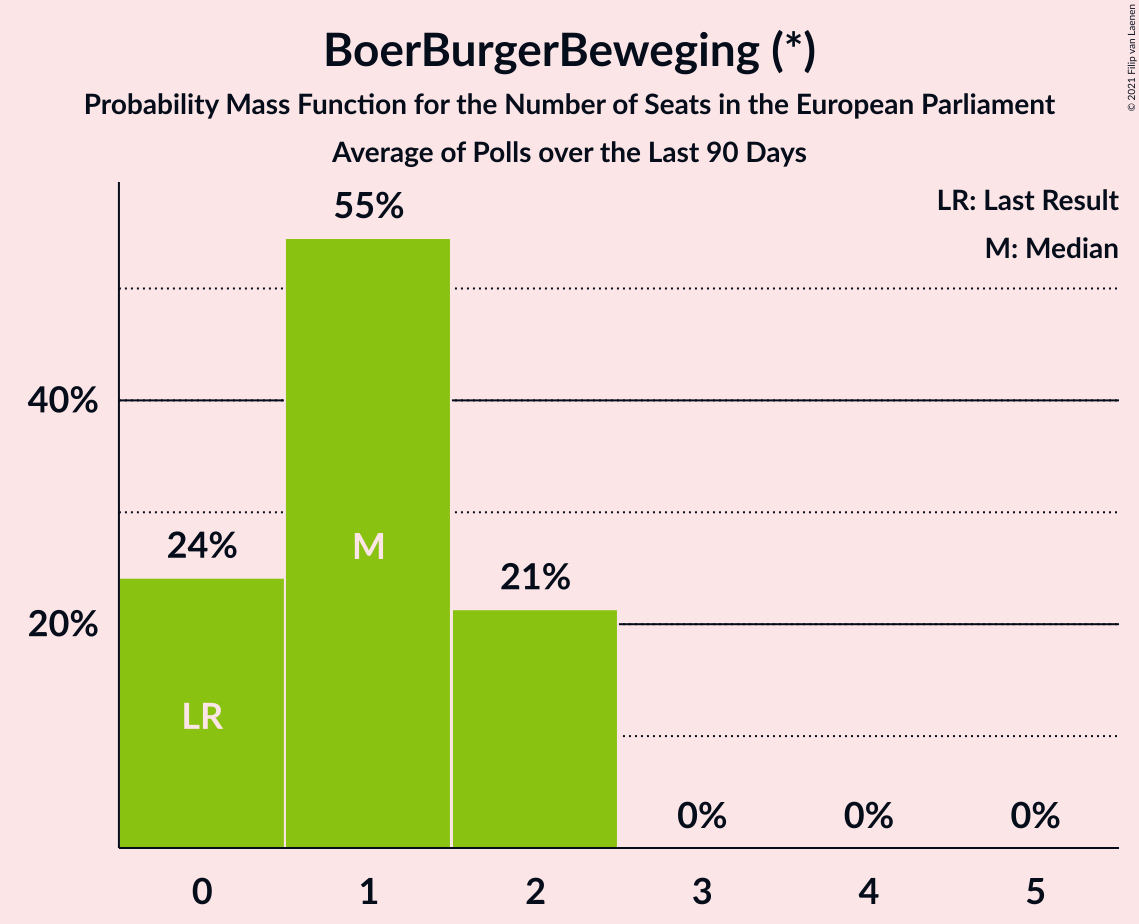 BoerBurgerBeweging (*)
Probability Mass Function for the Number of Seats in the European Parliament
Average of Polls over the Last 90 Days
© 2021 Filip van Laenen
LR: Last Result
M: Median
55%
40%
24%
M
21%
20%
LR
0% 0% 0%
0 1 2 3 4 5